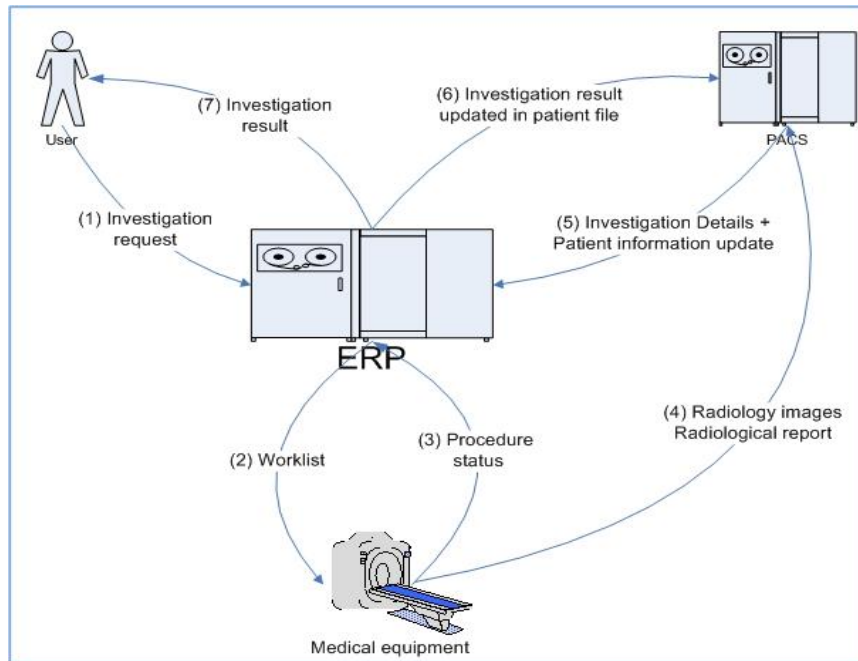 User
PACS
(7) Investigation
result
(6) Investigation result
updated in patient file
(1) Investigation
request
(5) Investigation Details +
Patient information update
ERP
(2) Worklist
(3) Procedure
status
(4) Radiology images
Radiological report
Medical equipment